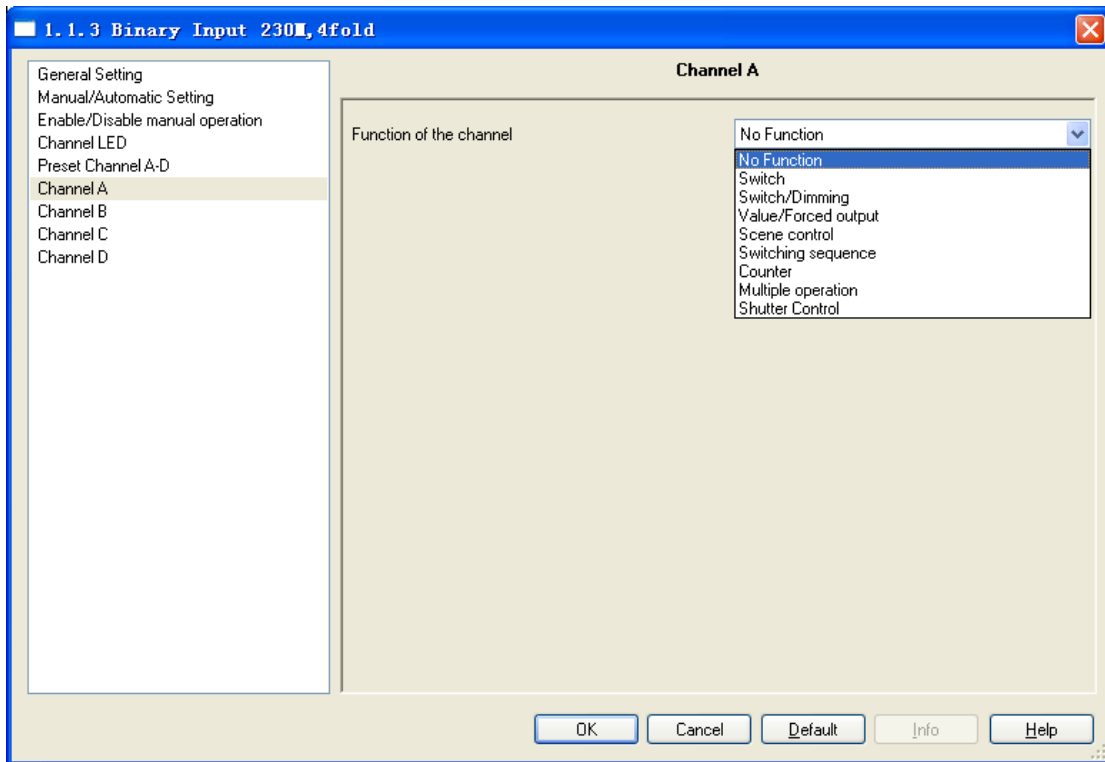 1.1.3 Binary Input 230M,4fold
General Setting
Manual/Automatic Setting
Enable/Disable manual operation
Channel LED
Preset Channel A-D
Channel A
Channel B
Channel C
Channel D
Channel A
Function of the channel
No Function
No Function
Switch
Switch/Dimming
Value/Forced output
Scene control
Switching sequence
Counter
Multiple operation
Shutter Control
OK
Cancel
Default
Info
Help